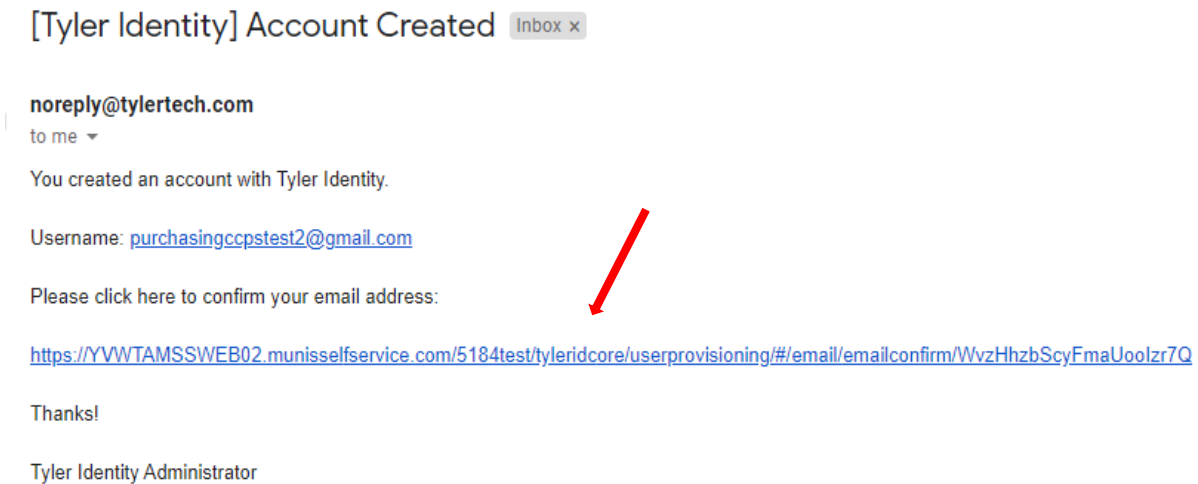 [Tyler Identity] Account Created Inbox x
noreply@tylertech.com
to me
You created an account with Tyler Identity.
Username: purchasingccpstest2@gmail.com
Please click here to confirm your email address:
https://YVWTAMSSWEB02.munisselfservice.com/5184test/tyleridcore/userprovisioning/#/email/emailconfirm/WvzHhzbScyFmaUooIzr7Q
Thanks!
Tyler Identity Administrator